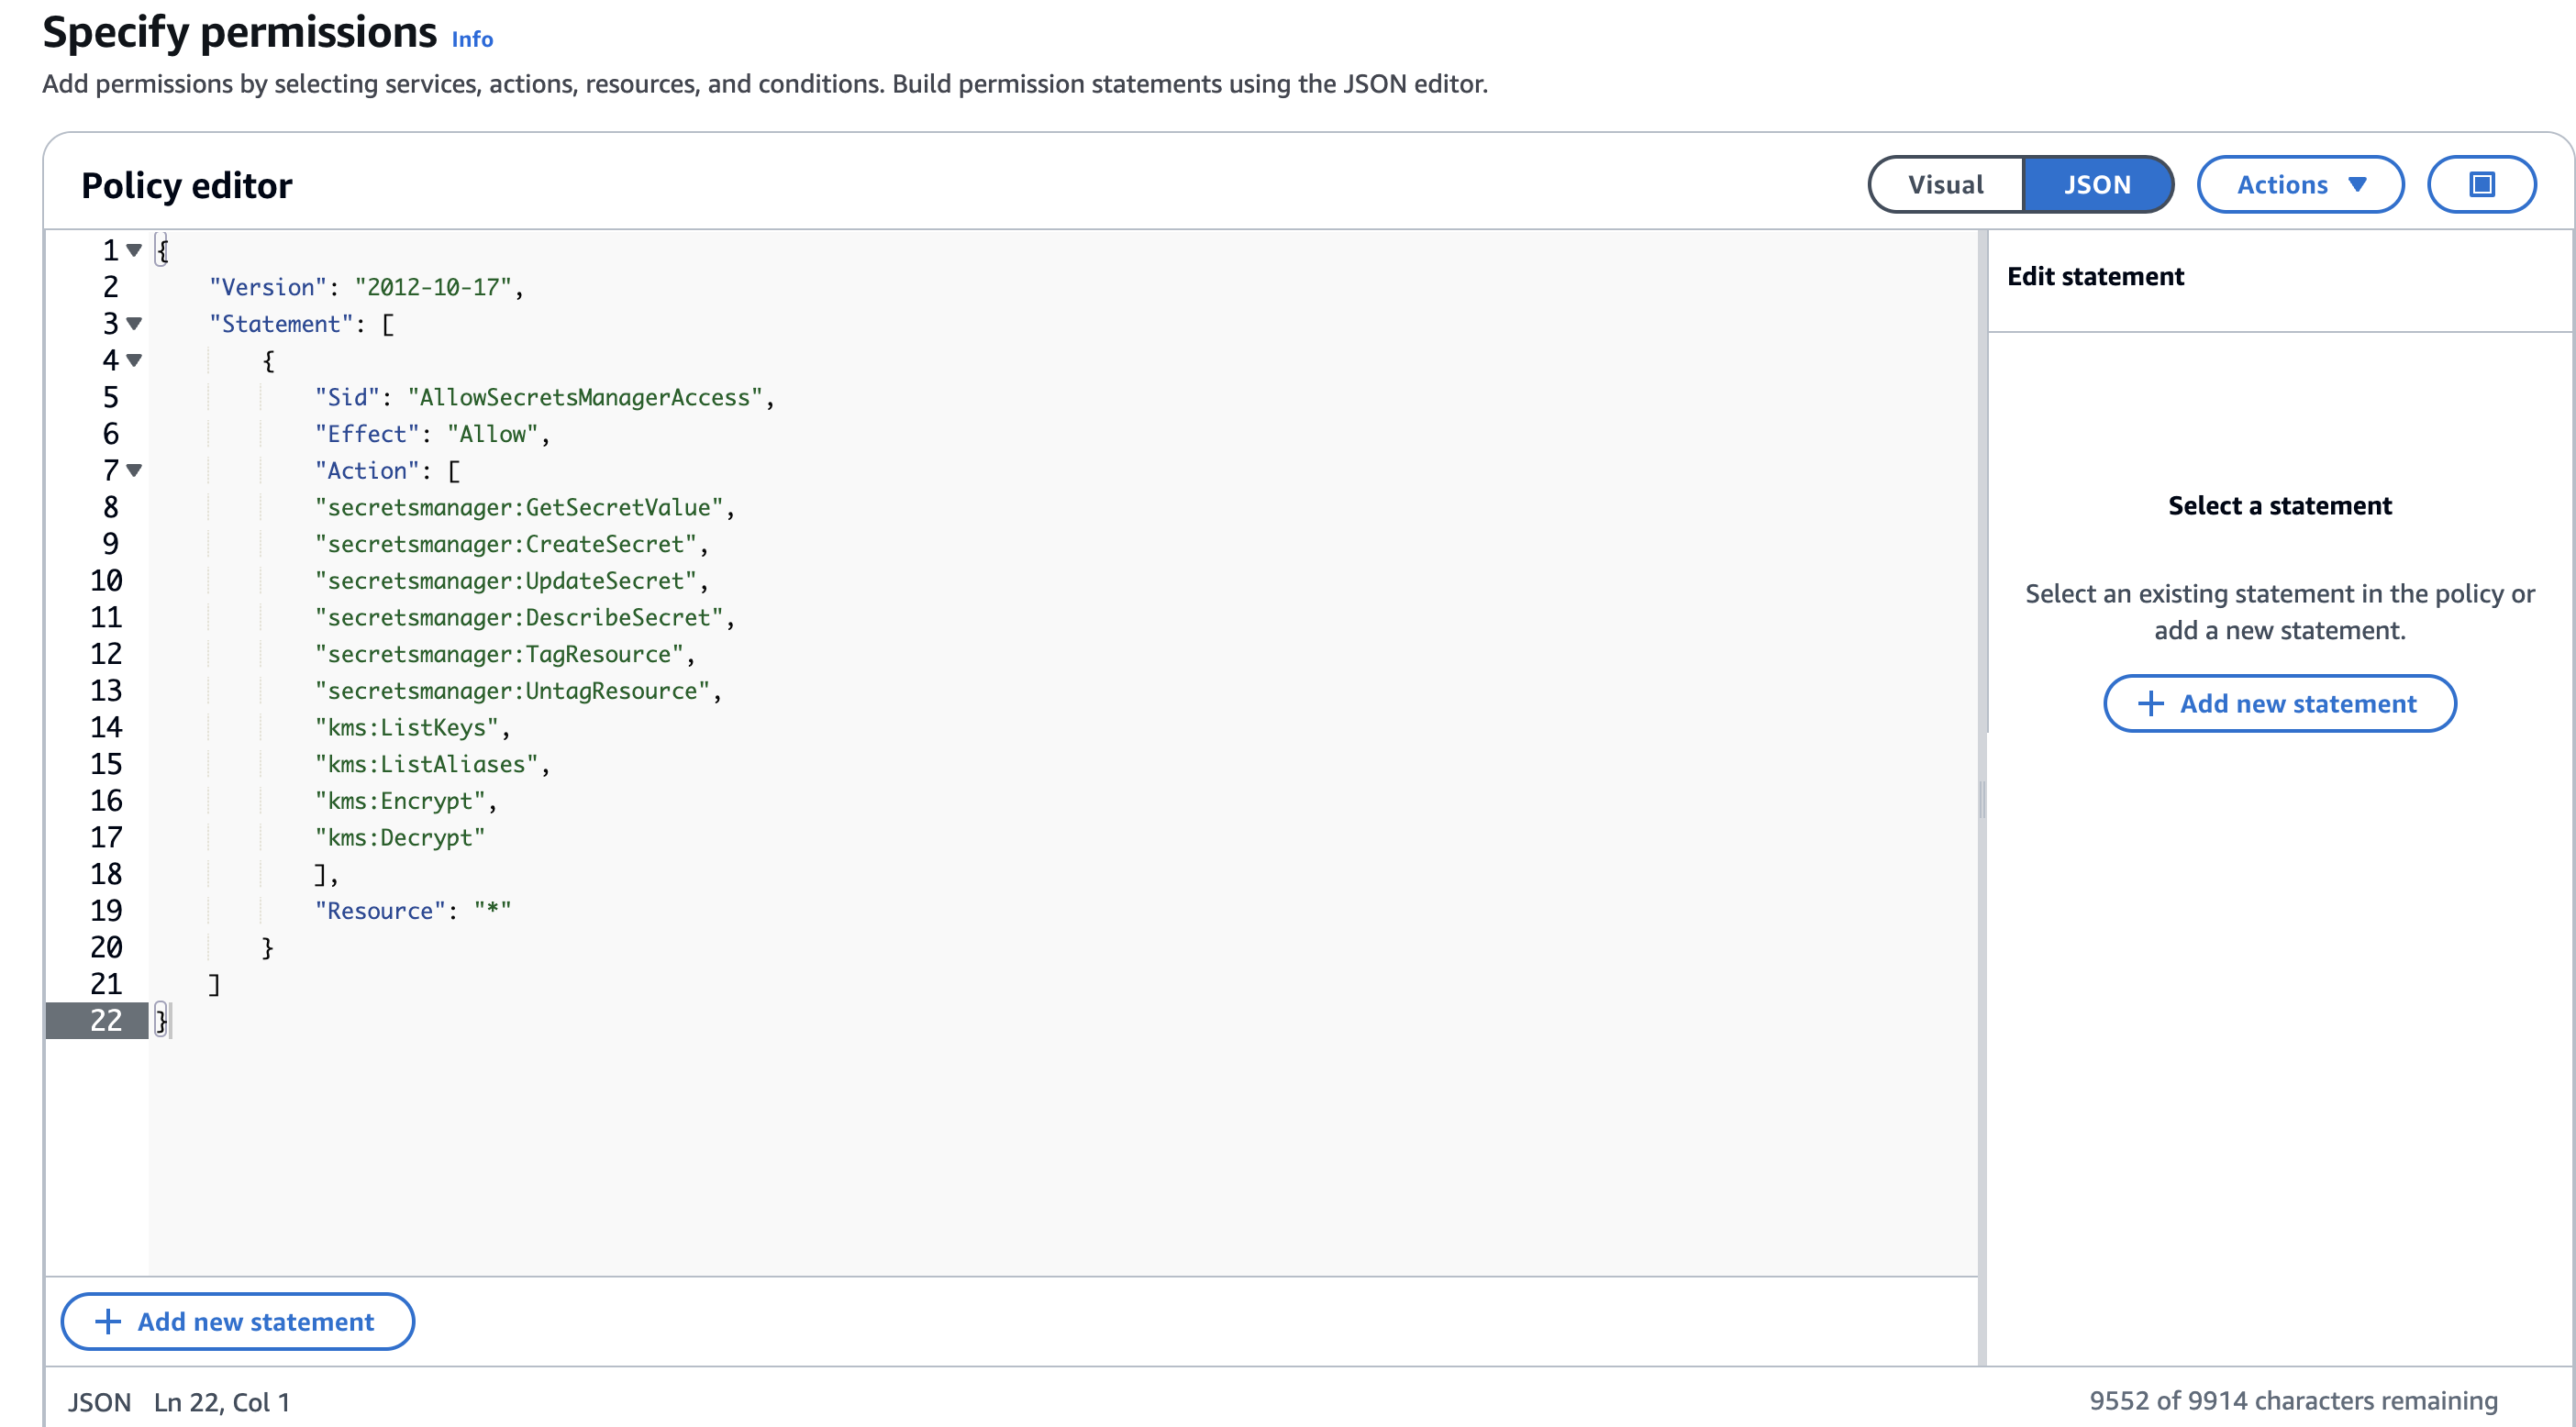 Specify permissions Info
Add permissions by selecting services, actions, resources, and conditions. Build permission statements using the JSON editor.
Policy editor
Visual JSON Actions
1 {
2 "Version": "2012-10-17",
3 "Statement": [
4 {
5 "Sid": "AllowSecretsManagerAccess",
6 "Effect": "Allow",
7 "Action": [
8 "secretsmanager:GetSecretValue",
9 "secretsmanager:CreateSecret",
10 "secretsmanager:UpdateSecret",
11 "secretsmanager:DescribeSecret",
12 "secretsmanager:TagResource",
13 "secretsmanager:UntagResource",
14 "kms:ListKeys",
15 "kms:ListAliases",
16 "kms:Encrypt",
17 "kms:Decrypt"
18 ],
19 "Resource": "*"
20 }
21 ]
22 }
Edit statement
Select a statement
Select an existing statement in the policy or
add a new statement.
+ Add new statement
+ Add new statement
JSON Ln 22, Col 1
9552 of 9914 characters remaining